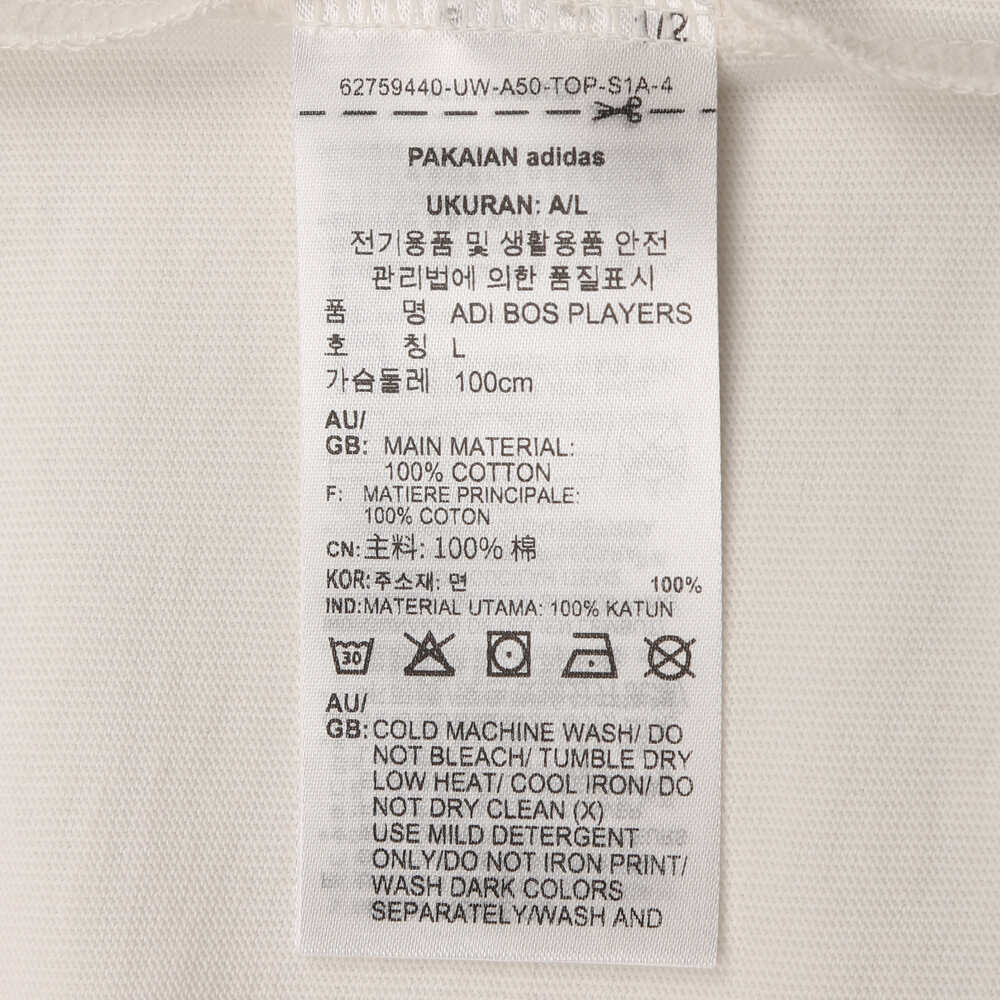 1/2
62759440-UW-A50-TOP-S1A-4
PAKAIAN adidas
UKURAN: A/L
전기용품 및 생활용품 안전
관리법에 의한 품질표시
품 명 ADI BOS PLAYERS
호 칭 L
가슴둘레 100cm
AU/
GB: MAIN MATERIAL:
100% COTTON
F: MATIERE PRINCIPALE:
100% COTON
CN: 主料: 100% 棉
KOR: 주소재: 면 100%
IND: MATERIAL UTAMA: 100% KATUN
30
AU/
GB: COLD MACHINE WASH/ DO
NOT BLEACH/ TUMBLE DRY
LOW HEAT/ COOL IRON/ DO
NOT DRY CLEAN (X)
USE MILD DETERGENT
ONLY/DO NOT IRON PRINT/
WASH DARK COLORS
SEPARATELY/WASH AND